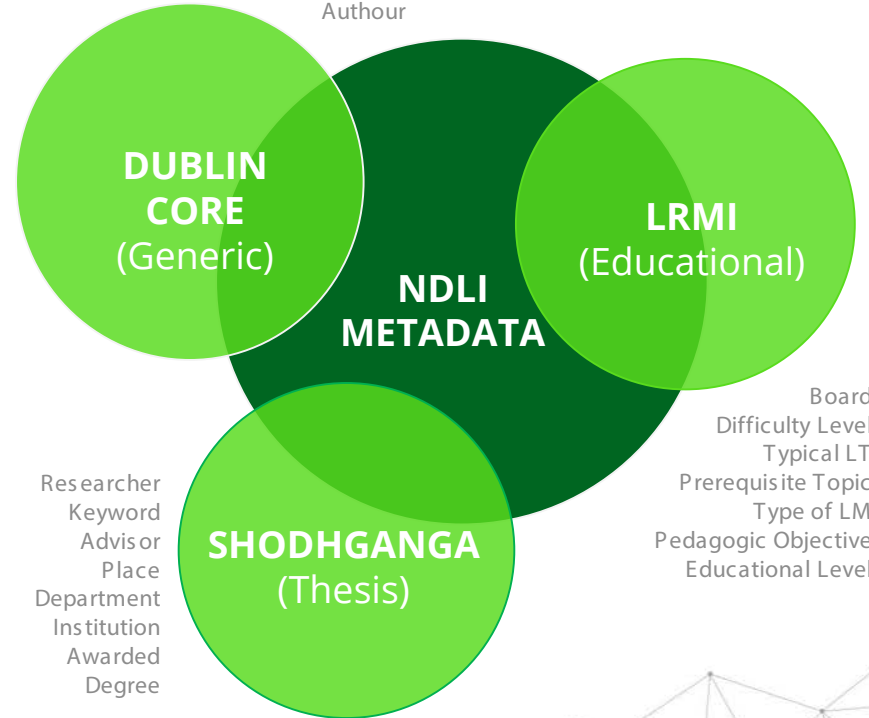 Authour
DUBLIN
CORE
(Generic)
LRMI
(Educational)
NDLI
METADATA
Board
Difficulty Level
Typical LT
Prerequisite Topic
Type of LM
Pedagogic Objective
Educational Level
Researcher
Keyword
Advisor
Place
Department
Institution
Awarded
Degree
SHODHGANGA
(Thesis)